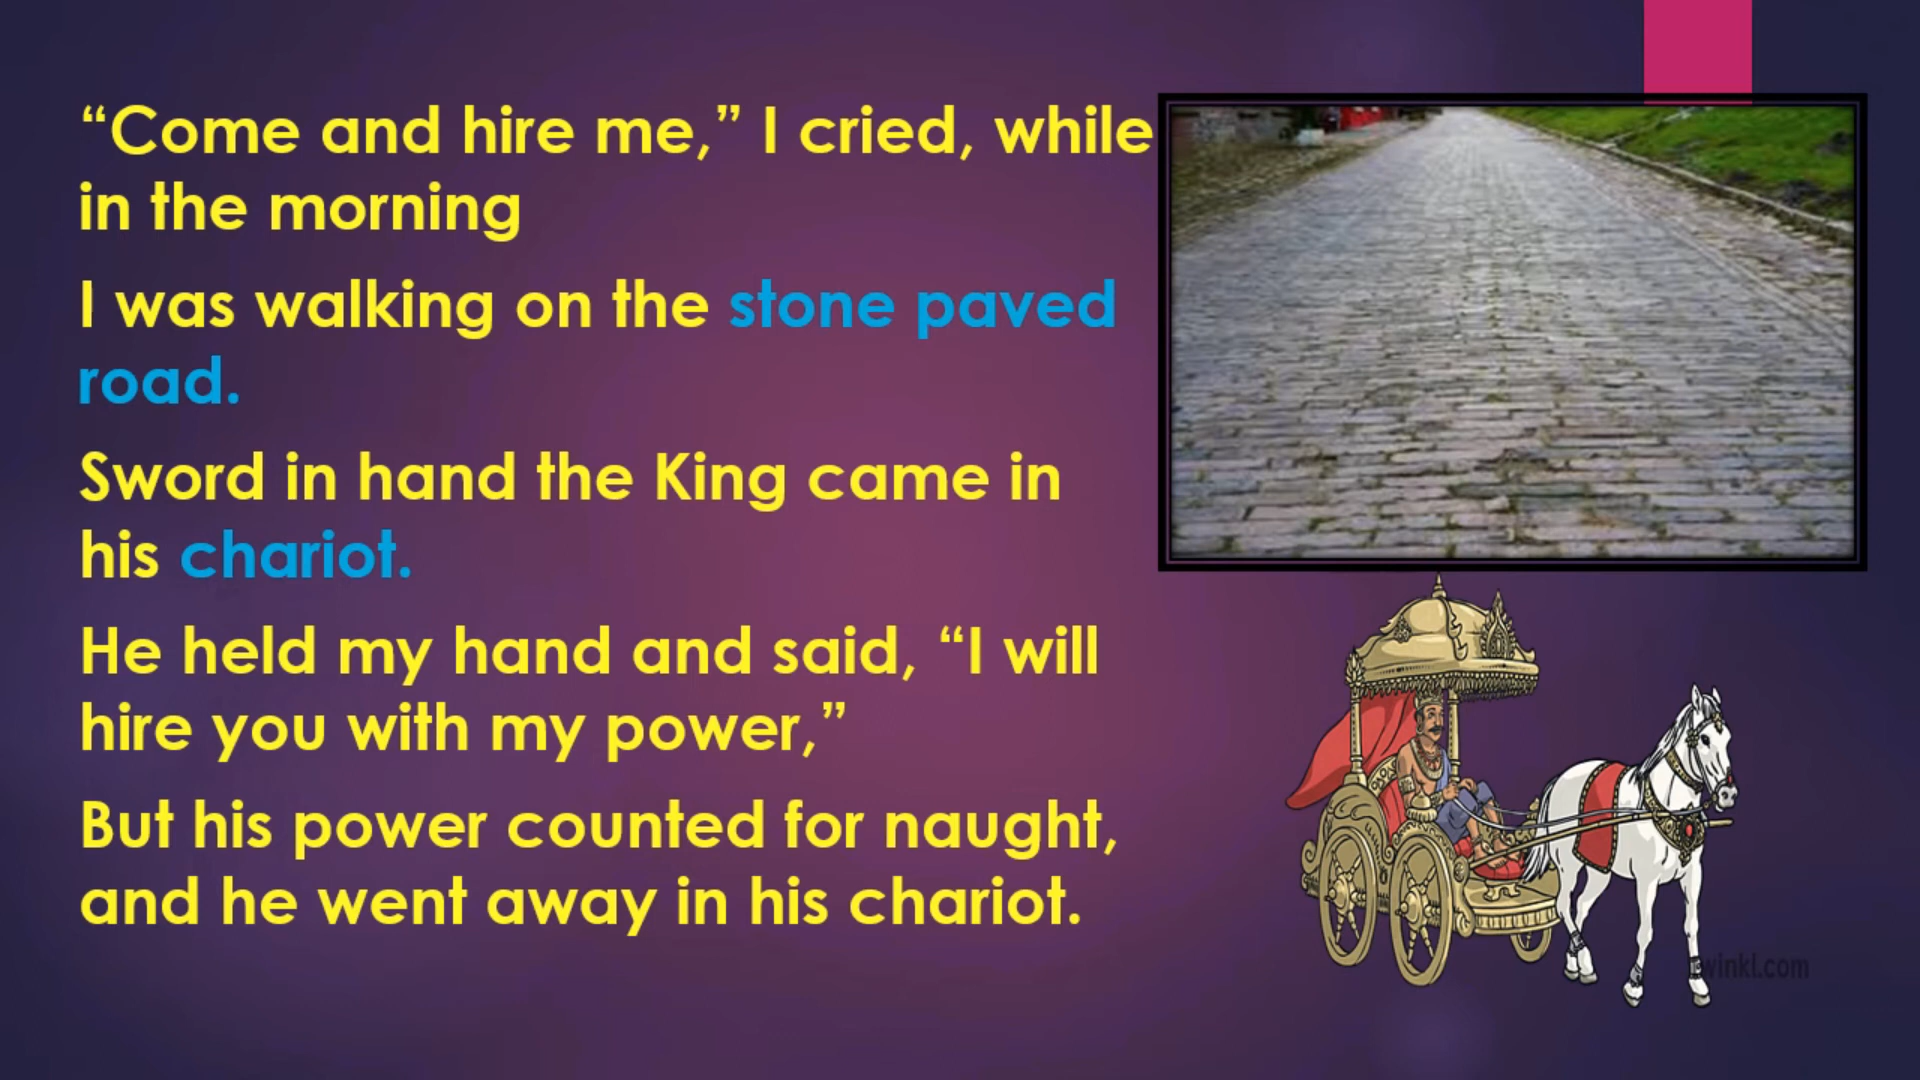 “Come and hire me,” I cried, while
in the morning
I was walking on the stone paved
road.
Sword in hand the King came in
his chariot.
He held my hand and said, “I will
hire you with my power,”
But his power counted for naught,
and he went away in his chariot.
winkl.com